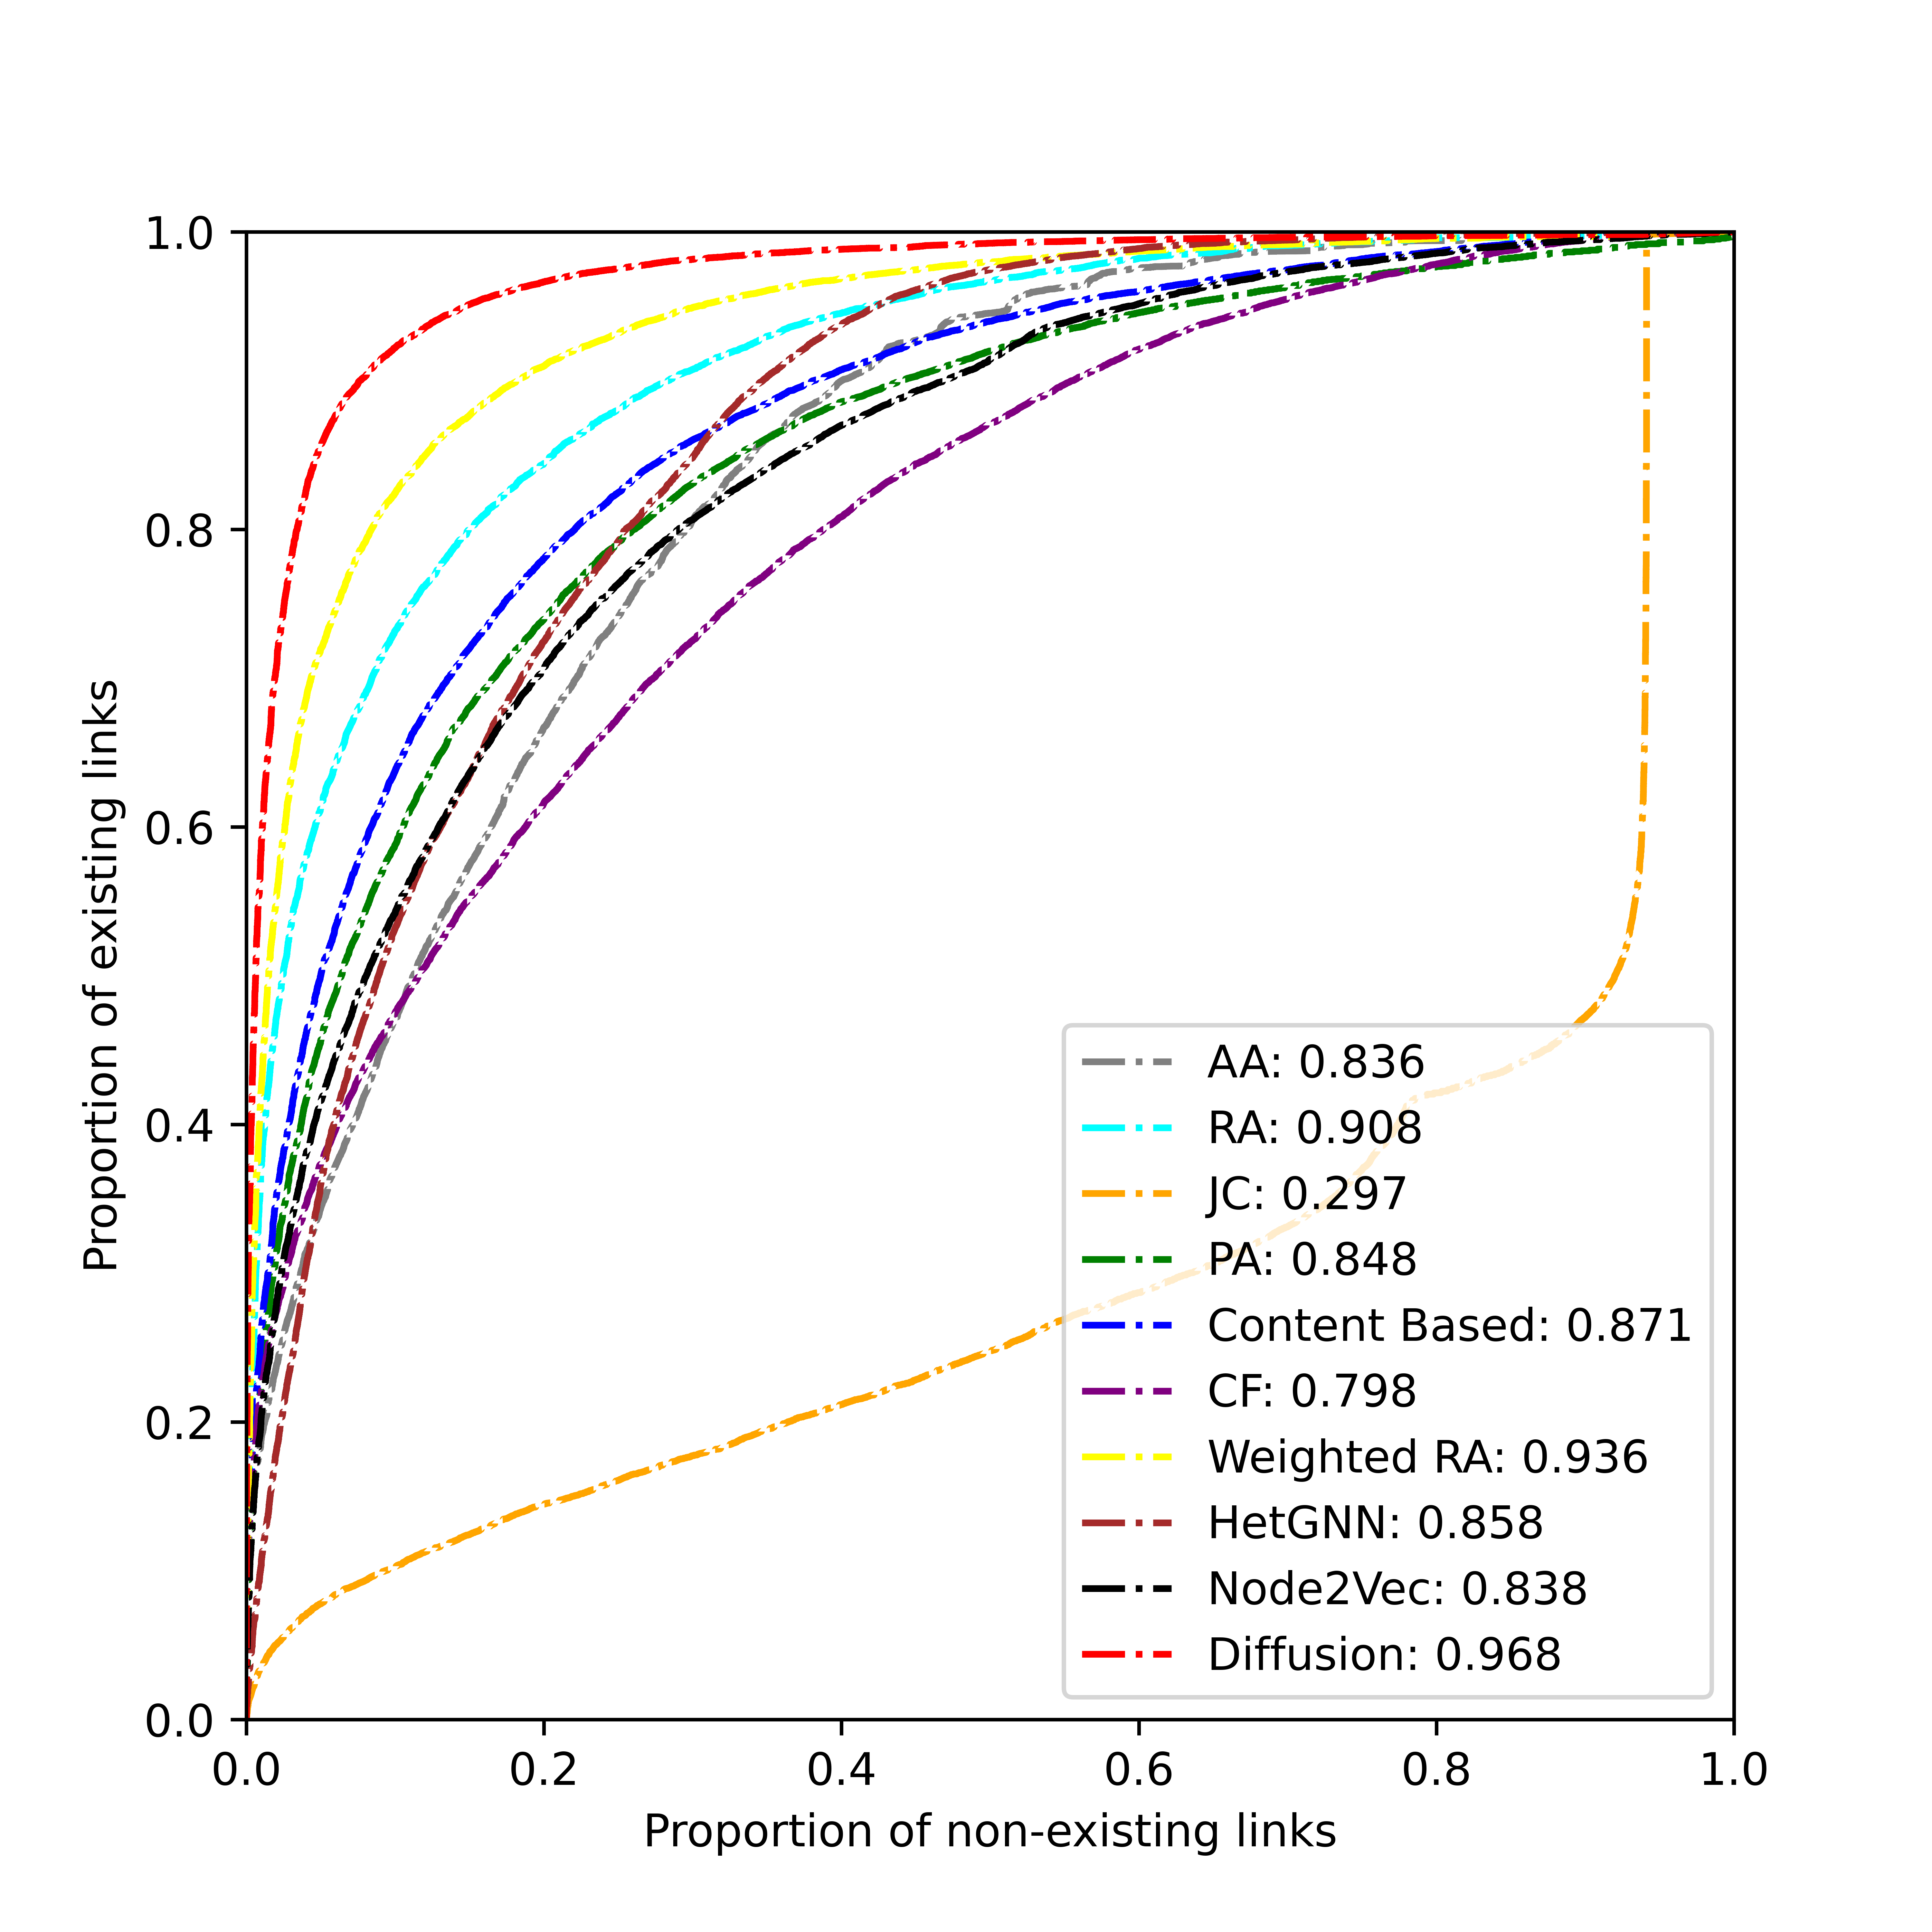 1.0
0.8
0.6
0.4
0.2
0.0
Proportion of existing links
AA: 0.836
RA: 0.908
JC: 0.297
PA: 0.848
Content Based: 0.871
CF: 0.798
Weighted RA: 0.936
HetGNN: 0.858
Node2Vec: 0.838
Diffusion: 0.968
0.0 0.2 0.4 0.6 0.8 1.0
Proportion of non-existing links